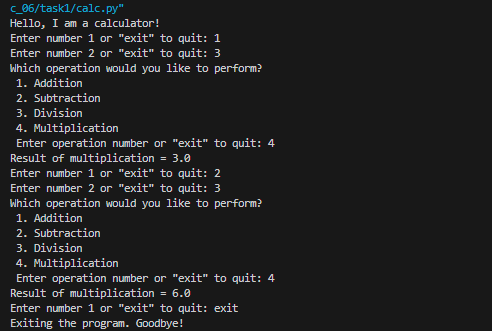 c_06/task1/calc.py"
Hello, I am a calculator!
Enter number 1 or "exit" to quit: 1
Enter number 2 or "exit" to quit: 3
Which operation would you like to perform?
1. Addition
2. Subtraction
3. Division
4. Multiplication
Enter operation number or "exit" to quit: 4
Result of multiplication = 3.0
Enter number 1 or "exit" to quit: 2
Enter number 2 or "exit" to quit: 3
Which operation would you like to perform?
1. Addition
2. Subtraction
3. Division
4. Multiplication
Enter operation number or "exit" to quit: 4
Result of multiplication = 6.0
Enter number 1 or "exit" to quit: exit
Exiting the program. Goodbye!